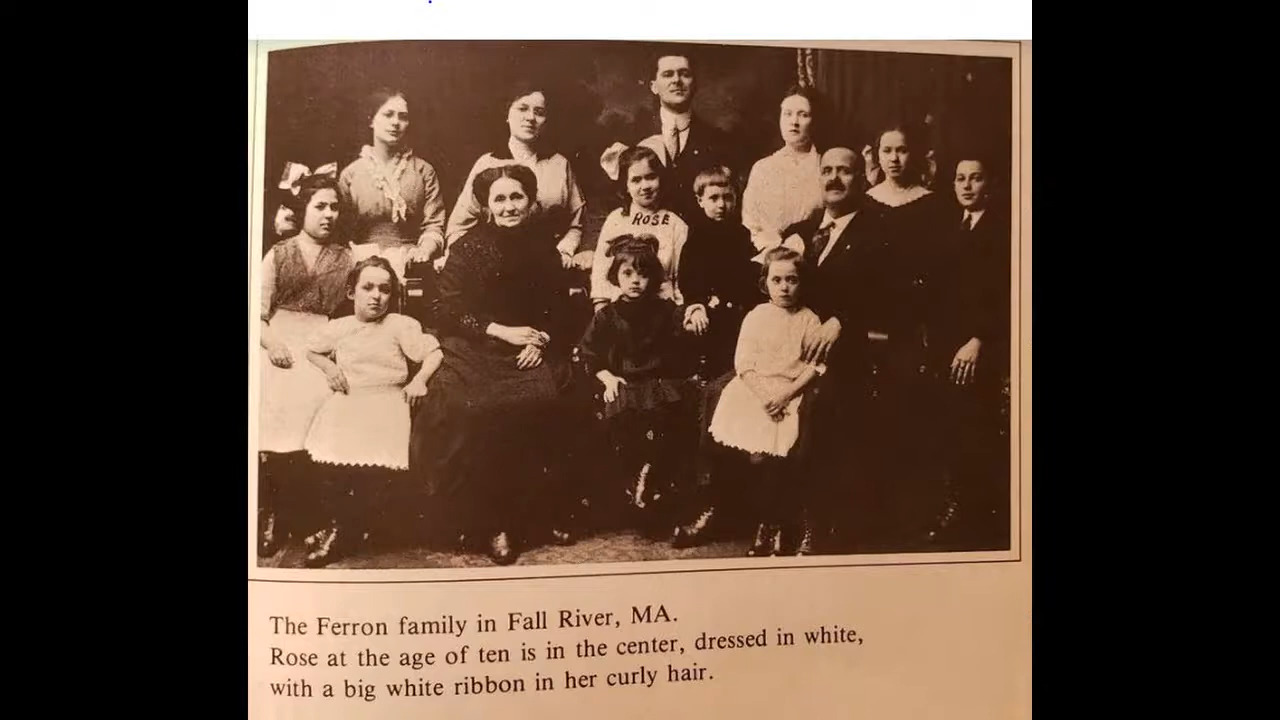 ROSE
The Ferron family in Fall River, MA.
Rose at the age of ten is in the center, dressed in white,
with a big white ribbon in her curly hair.